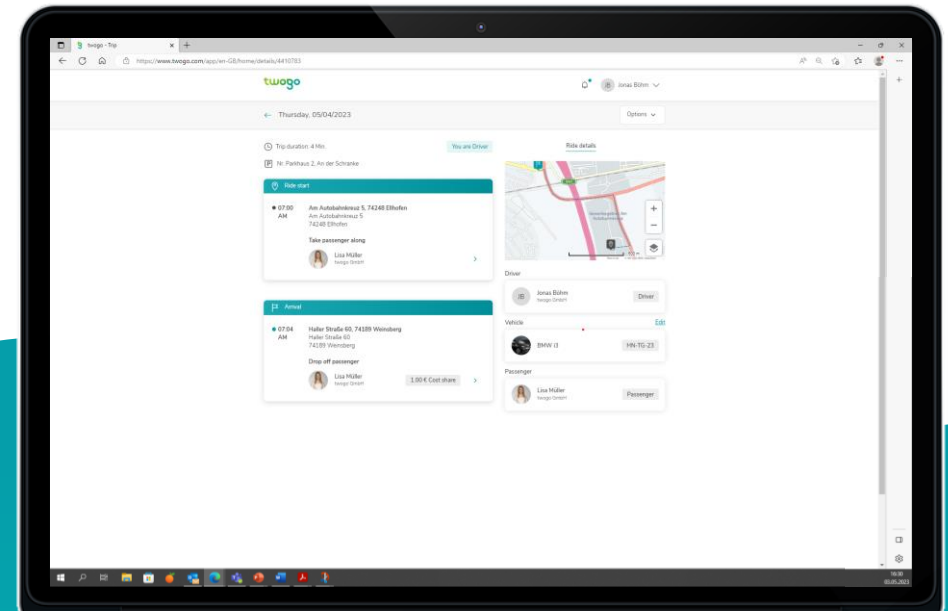 twogo - Trip
https://www.twogo.com/app/en-GB/home/details/4410783
twogo
Jonas Böhm
Thursday, 05/04/2023
Options
Trip duration: 4 Min.
You are Driver
Ride details
Nr. Parkhaus 2, An der Schranke
Ride start
07:00 AM
Am Autobahnkreuz 5, 74248 Ellhofen
Am Autobahnkreuz 5
74248 Ellhofen
Take passenger along
Lisa Müller
twogo GmbH
Driver
Jonas Böhm
twogo GmbH
Driver
Arrival
07:04 AM
Haller Straße 60, 74189 Weinsberg
Haller Straße 60
74189 Weinsberg
Drop off passenger
Lisa Müller
twogo GmbH
1.00 € Cost share
Vehicle
Edit
BMW i3
HN-TG-23
Passenger
Lisa Müller
twogo GmbH
Passenger
16:30
03.05.2023